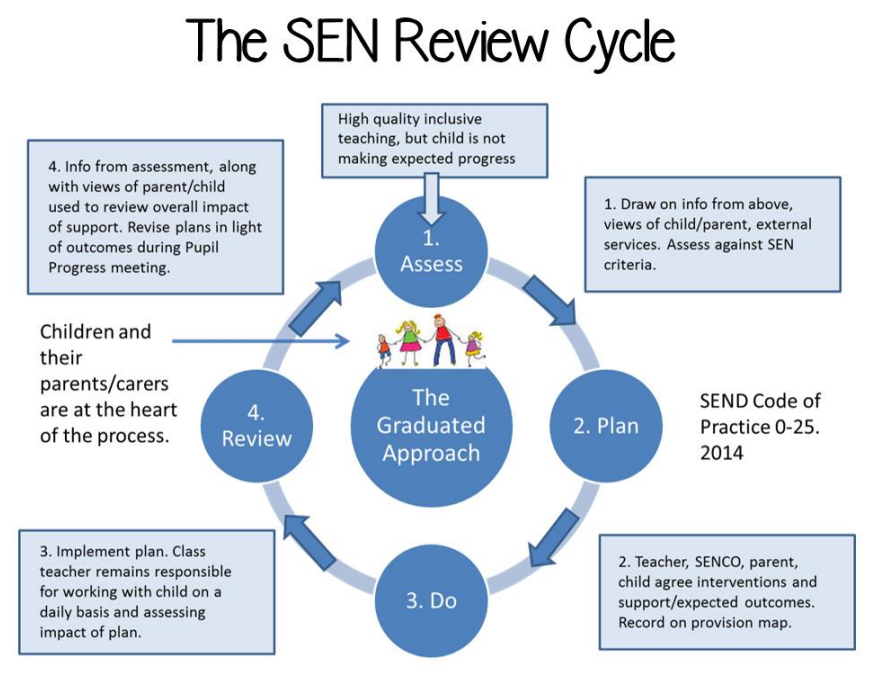 The SEN Review Cycle
High quality inclusive
teaching, but child is not
making expected progress
4. Info from assessment, along
with views of parent/child
used to review overall impact
of support. Revise plans in light
of outcomes during Pupil
Progress meeting.
1. Draw on info from above,
views of child/parent, external
services. Assess against SEN
criteria.
1.
Assess
Children and
their
parents/carers
are at the heart
of the process.
The
Graduated
Approach
4.
Review
2. Plan
SEND Code of
Practice 0-25.
2014
3. Implement plan. Class
teacher remains responsible
for working with child on a
daily basis and assessing
impact of plan.
3. Do
2. Teacher, SENCO, parent,
child agree interventions and
support/expected outcomes.
Record on provision map.